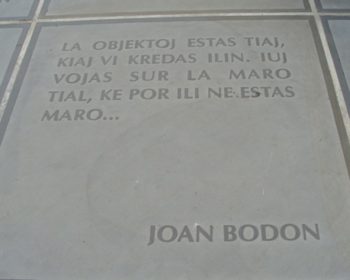 LA OBJEKTOJ ESTAS TIAJ,
KIAJ VI KREDAS ILIN. IUJ
VOJAS SUR LA MARO
TIAL, KE POR ILI NE ESTAS
MARO...
JOAN BODON